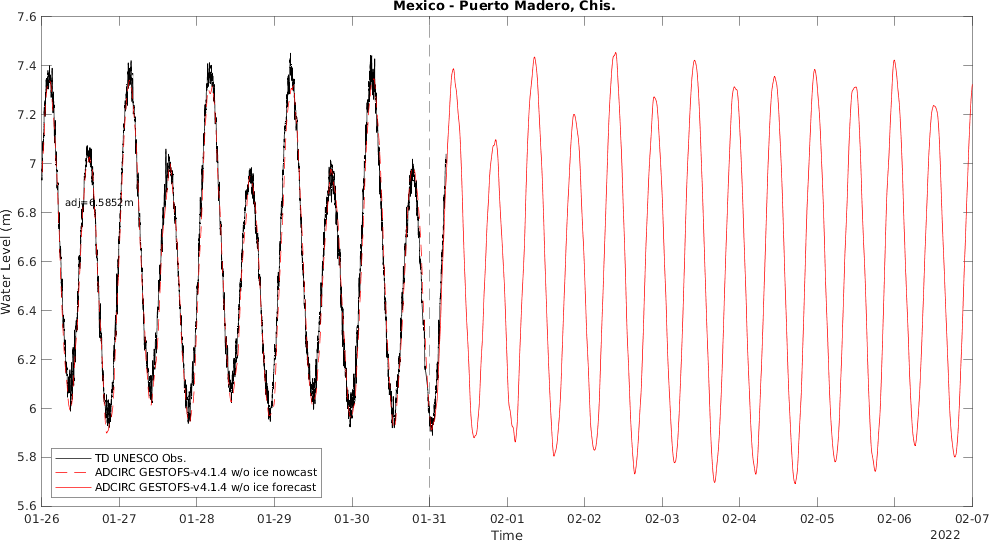 Mexico - Puerto Madero, Chis.
7.6
7.4
7.2
7
6.8
6.6
6.4
6.2
6
5.8
5.6
Water Level (m)
adj=6.5852m
TD UNESCO Obs.
ADCIRC GESTOFS-v4.1.4 w/o ice nowcast
ADCIRC GESTOFS-v4.1.4 w/o ice forecast
01-26 01-27 01-28 01-29 01-30 01-31 02-01 02-02 02-03 02-04 02-05 02-06 02-07
Time
2022